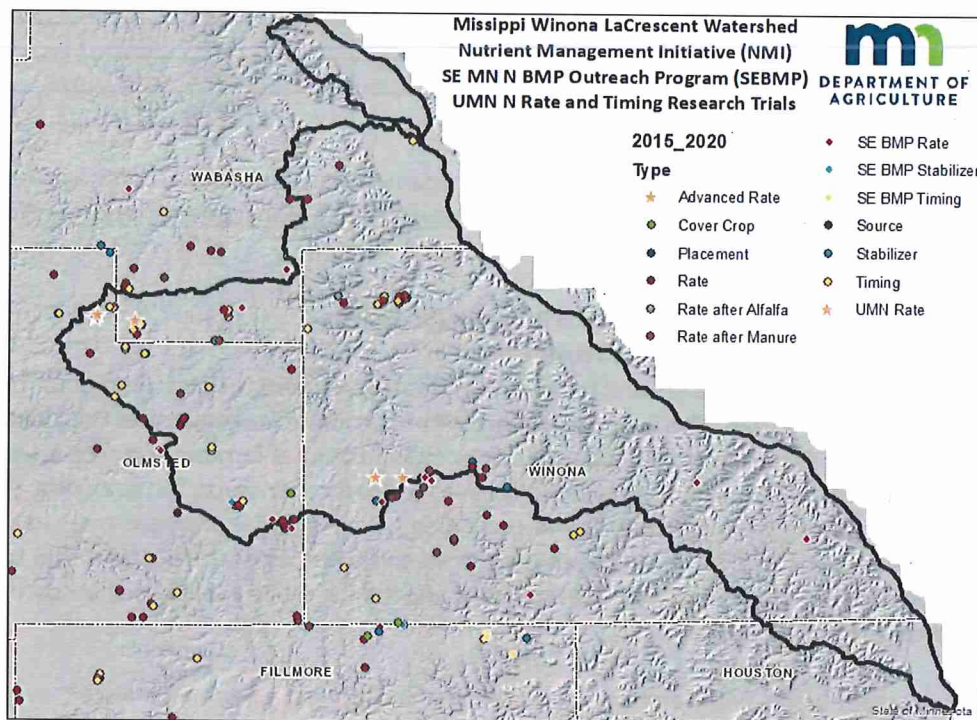 Missippi Winona LaCrescent Watershed
Nutrient Management Initiative (NMI)
SE MN N BMP Outreach Program (SEBMP)
UMN N Rate and Timing Research Trials
DEPARTMENT OF
AGRICULTURE
2015_2020
Type
Advanced Rate
Cover Crop
Placement
Rate
Rate after Alfalfa
Rate after Manure
SE BMP Rate
SE BMP Stabilizer
SE BMP Timing
Source
Stabilizer
Timing
UMN Rate
WABASHA
OLMSTED
WINONA
FILLMORE
HOUSTON
State of Minnesota